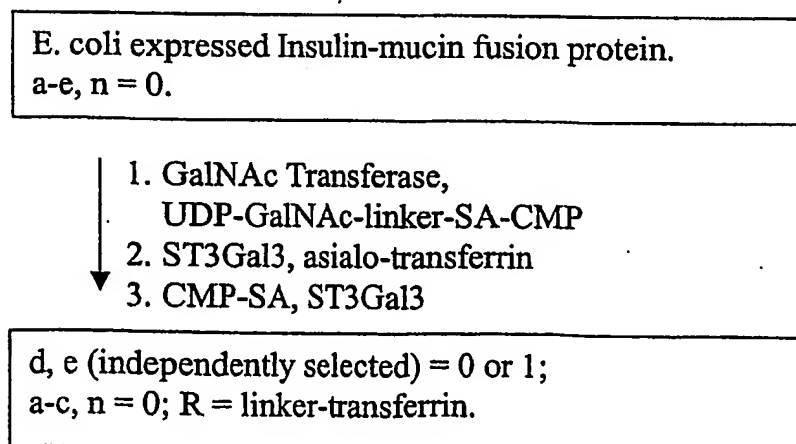 E. coli expressed Insulin-mucin fusion protein.
a-e, n = 0.
1. GalNAc Transferase,
UDP-GalNAc-linker-SA-CMP
2. ST3Gal3, asialo-transferrin
3. CMP-SA, ST3Gal3
d, e (independently selected) = 0 or 1;
a-c, n = 0; R = linker-transferrin.